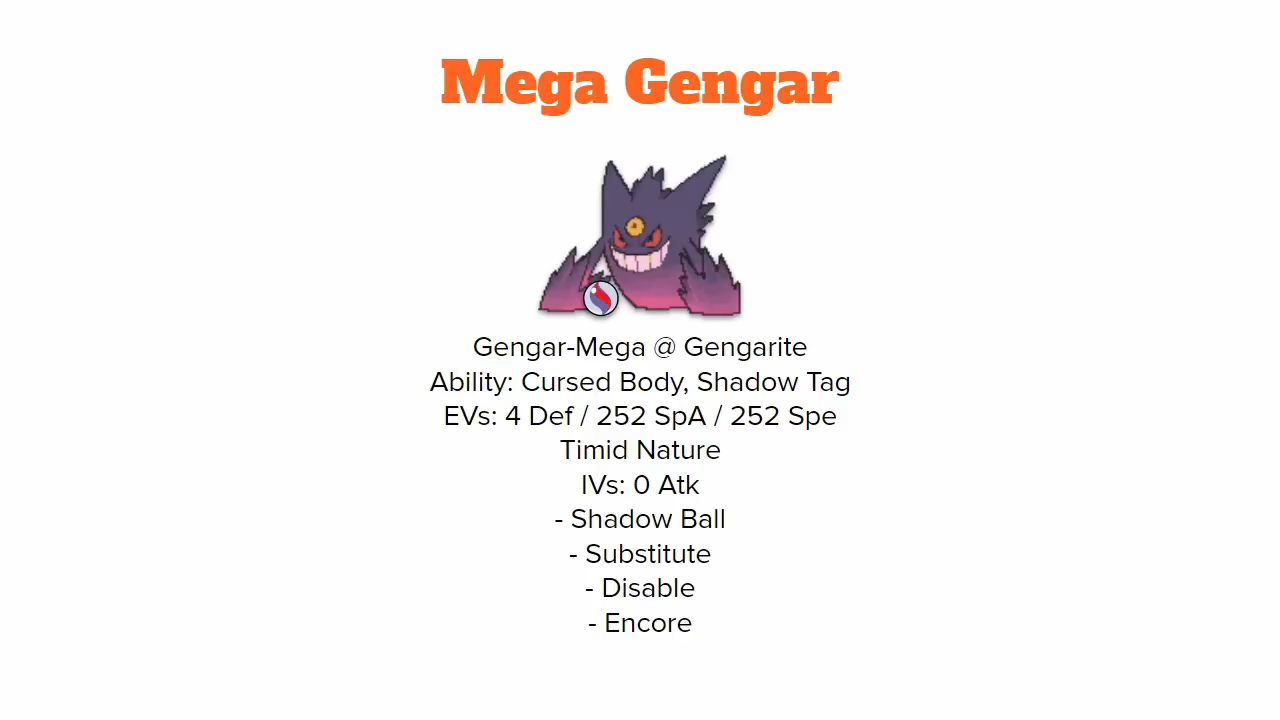 Mega Gengar
Gengar-Mega @ Gengarite
Ability: Cursed Body, Shadow Tag
EVs: 4 Def / 252 SpA / 252 Spe
Timid Nature
IVs: 0 Atk
- Shadow Ball
- Substitute
- Disable
- Encore